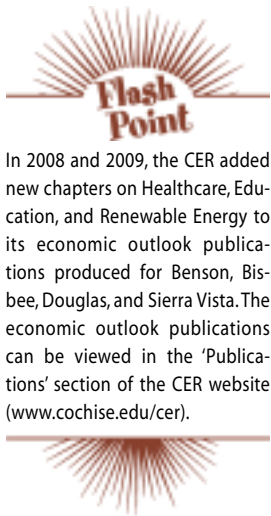 Flash
Point
In 2008 and 2009, the CER added
new chapters on Healthcare, Edu-
cation, and Renewable Energy to
its economic outlook publica-
tions produced for Benson, Bis-
bee, Douglas, and Sierra Vista. The
economic outlook publications
can be viewed in the ‘Publica-
tions’ section of the CER website
(www.cochise.edu/cer).